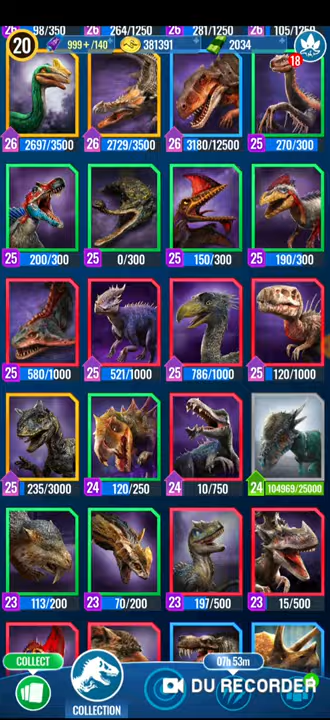 98/350 264/1250 281/1250 105/1250
20 999+/140 381391 2034
18
26 2697/3500 26 2729/3500 26 3180/12500 25 270/300
25 200/300 25 0/300 25 150/300 25 190/300
25 580/1000 25 521/1000 25 786/1000 25 120/1000
25 235/3000 24 120/250 24 10/750 24 104969/25000
23 113/200 23 70/200 23 197/500 23 15/500
COLLECT 07h 53m
DU RECORDER
COLLECTION